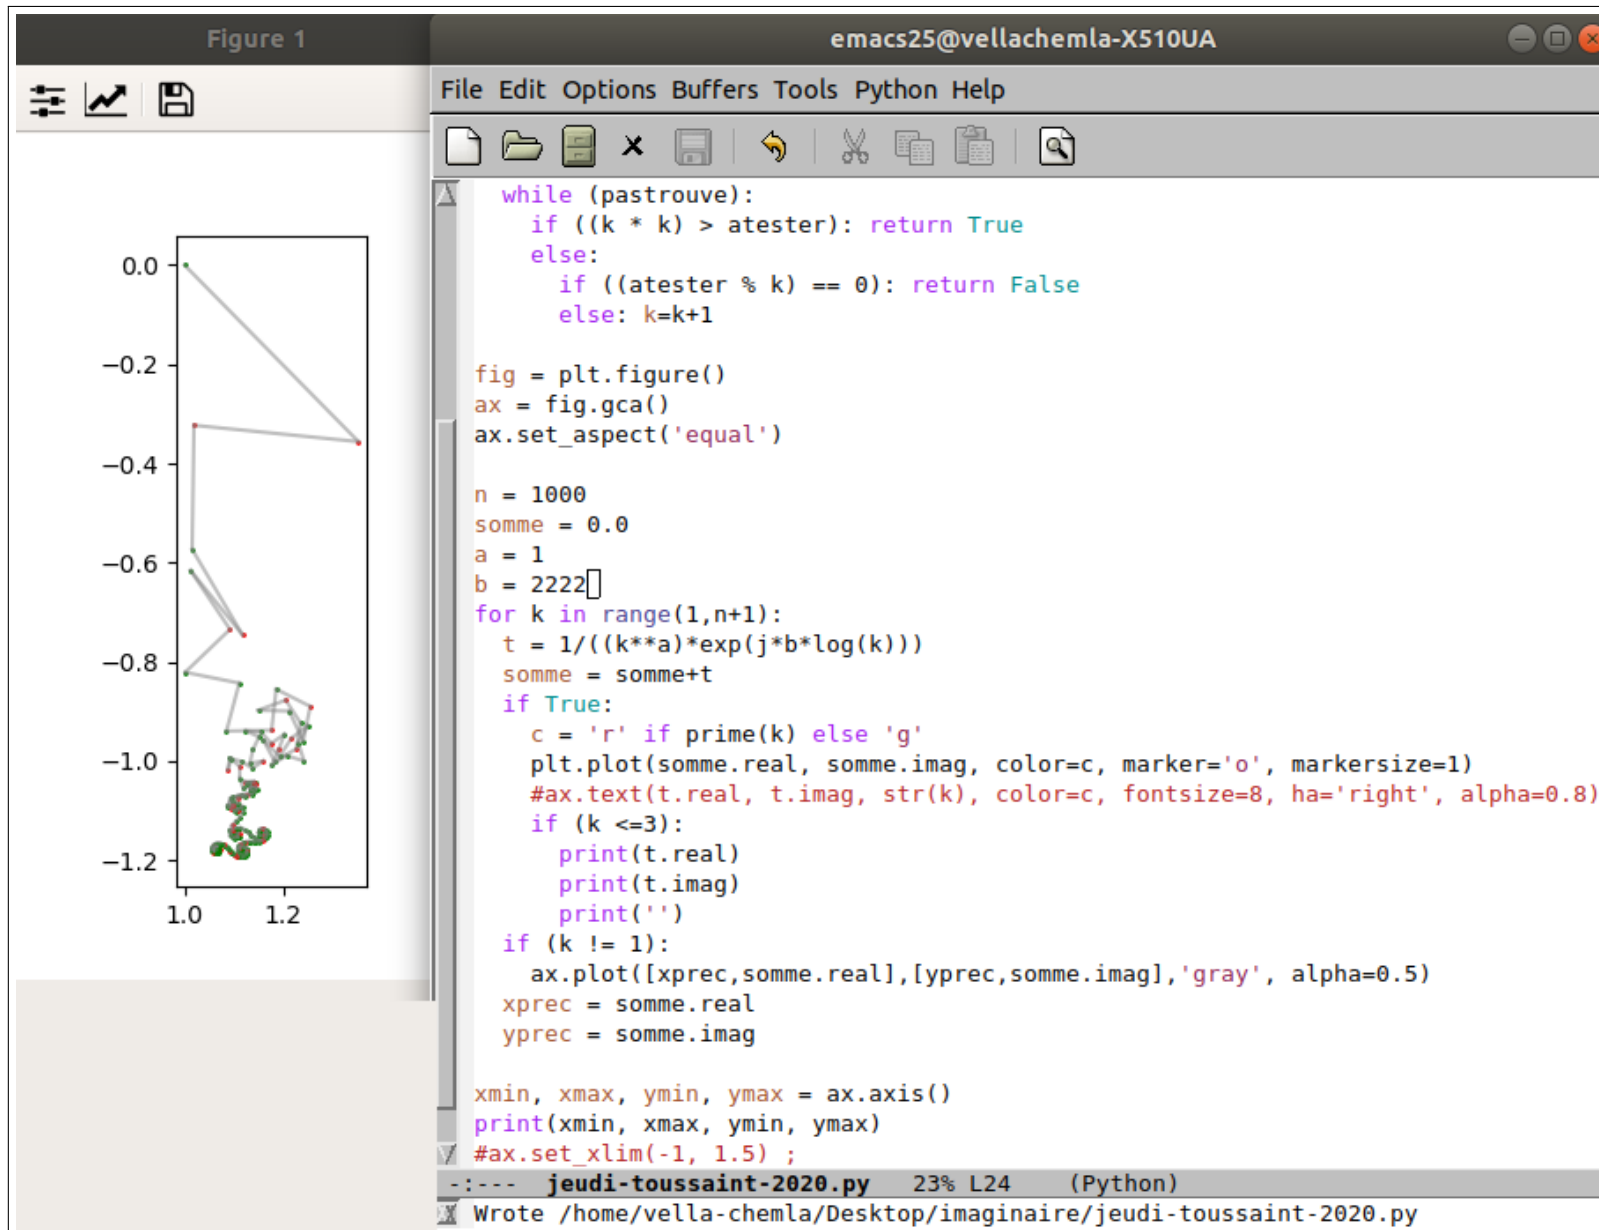 Figure 1
emacs25@vellachemla-X510UA
File Edit Options Buffers Tools Python Help
0.0
−0.2
−0.4
−0.6
−0.8
−1.0
−1.2
1.0 1.2
while (pastrouve):
if ((k * k) > atester): return True
else:
if ((atester % k) == 0): return False
else: k=k+1
fig = plt.figure()
ax = fig.gca()
ax.set_aspect('equal')
n = 1000
somme = 0.0
a = 1
b = 2222
for k in range(1,n+1):
t = 1/((k**a)*exp(j*b*log(k)))
somme = somme+t
if True:
c = 'r' if prime(k) else 'g'
plt.plot(somme.real, somme.imag, color=c, marker='o', markersize=1)
#ax.text(t.real, t.imag, str(k), color=c, fontsize=8, ha='right', alpha=0.8)
if (k <=3):
print(t.real)
print(t.imag)
print('')
if (k != 1):
ax.plot([xprec,somme.real],[yprec,somme.imag],'gray', alpha=0.5)
xprec = somme.real
yprec = somme.imag
xmin, xmax, ymin, ymax = ax.axis()
print(xmin, xmax, ymin, ymax)
#ax.set_xlim(-1, 1.5) ;
-:--- jeudi-toussaint-2020.py 23% L24 (Python)
Wrote /home/vella-chemla/Desktop/imaginaire/jeudi-toussaint-2020.py